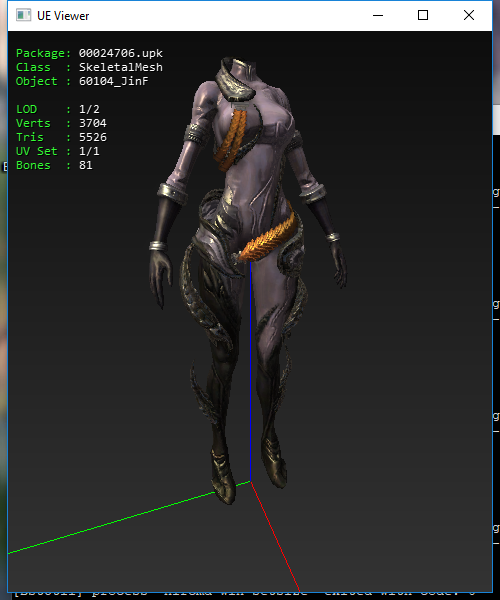 UE Viewer
Package: 00024706.upk
Class : SkeletalMesh
Object : 60104_JinF
LOD : 1/2
Verts : 3704
Tris : 5526
UV Set : 1/1
Bones : 81